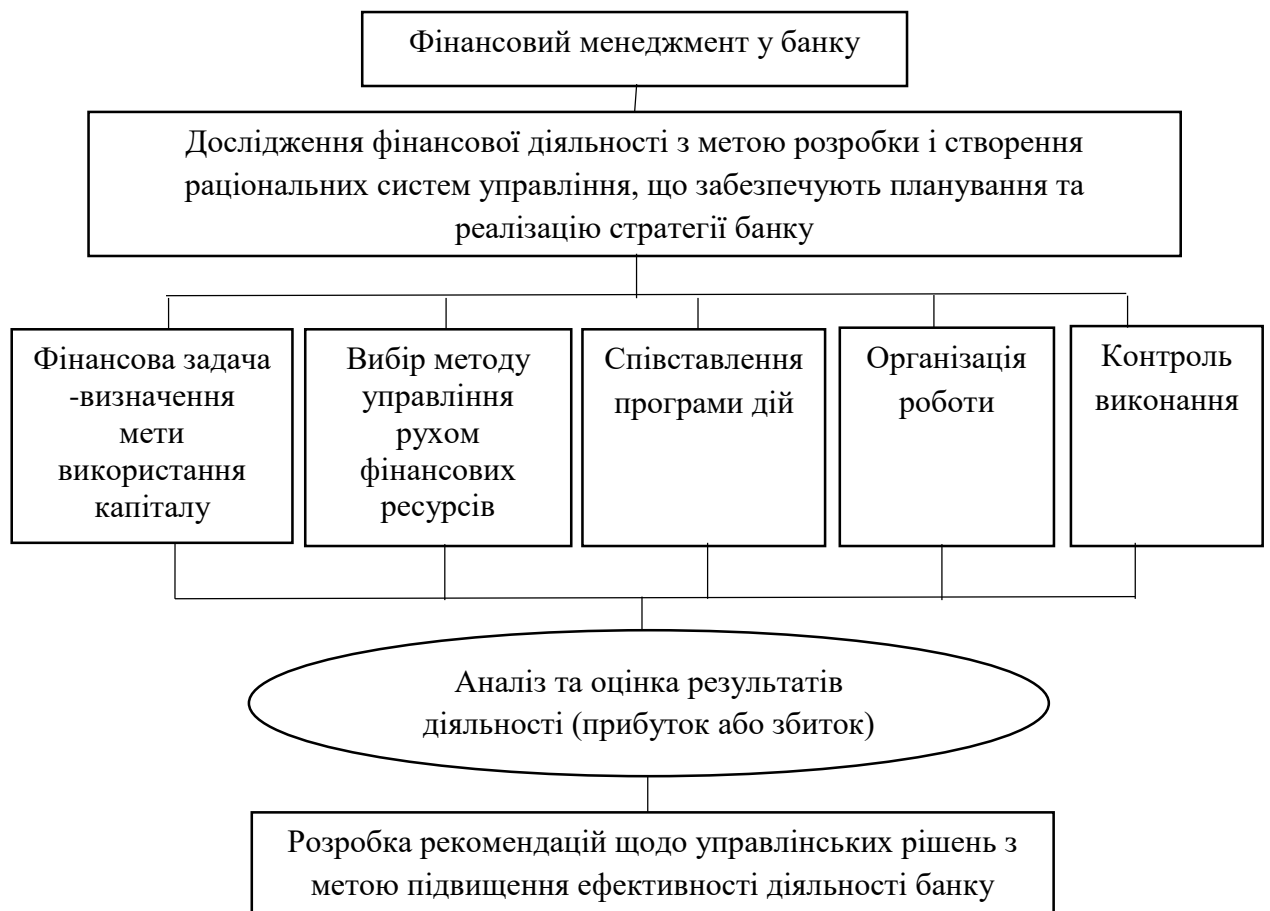 Фінансовий менеджмент у банку
Дослідження фінансової діяльності з метою розробки і створення
раціональних систем управління, що забезпечують планування та
реалізацію стратегії банку
Фінансова задача
-визначення
мети
використання
капіталу
Вибір методу
управління
рухом
фінансових
ресурсів
Співставлення
програми дій
Організація
роботи
Контроль
виконання
Аналіз та оцінка результатів
діяльності (прибуток або збиток)
Розробка рекомендацій щодо управлінських рішень з
метою підвищення ефективності діяльності банку